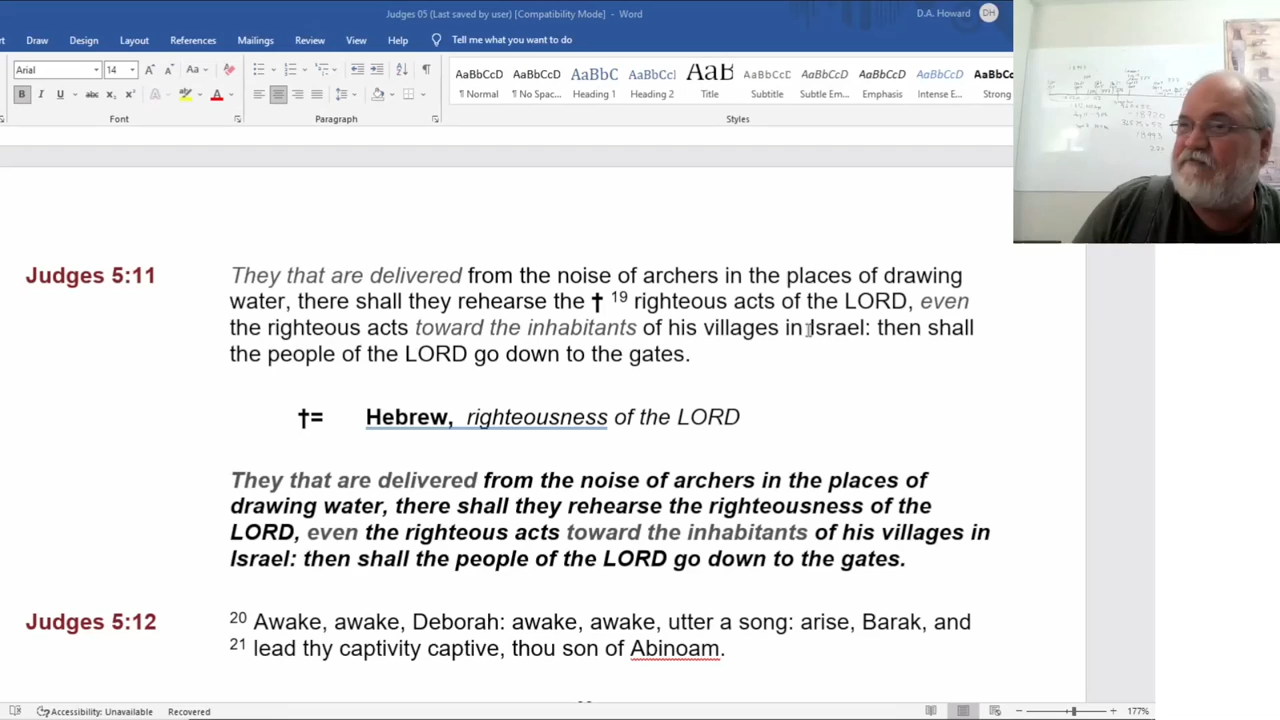 Judges 05 (Last saved by user) [Compatibility Mode] - Word
D.A. Howard DH
Draw Design Layout References Mailings Review View Help Tell me what you want to do
Arial 14 Aa
B I U abc x₂ x² A A
AaBbCcD AaBbCcD AaBbC AaBbCc AaB AaBbCcD AaBbCcD AaBbCcD AaBbCcD AaBbCc
¶ Normal ¶ No Spac... Heading 1 Heading 2 Title Subtitle Subtle Em... Emphasis Intense E... Strong
Font Paragraph Styles
Judges 5:11 They that are delivered from the noise of archers in the places of drawing
water, there shall they rehearse the † 19 righteous acts of the LORD, even
the righteous acts toward the inhabitants of his villages in Israel: then shall
the people of the LORD go down to the gates.
†= Hebrew, righteousness of the LORD
They that are delivered from the noise of archers in the places of
drawing water, there shall they rehearse the righteousness of the
LORD, even the righteous acts toward the inhabitants of his villages in
Israel: then shall the people of the LORD go down to the gates.
Judges 5:12 20 Awake, awake, Deborah: awake, awake, utter a song: arise, Barak, and
21 lead thy captivity captive, thou son of Abinoam.
Accessibility: Unavailable Recovered 177%